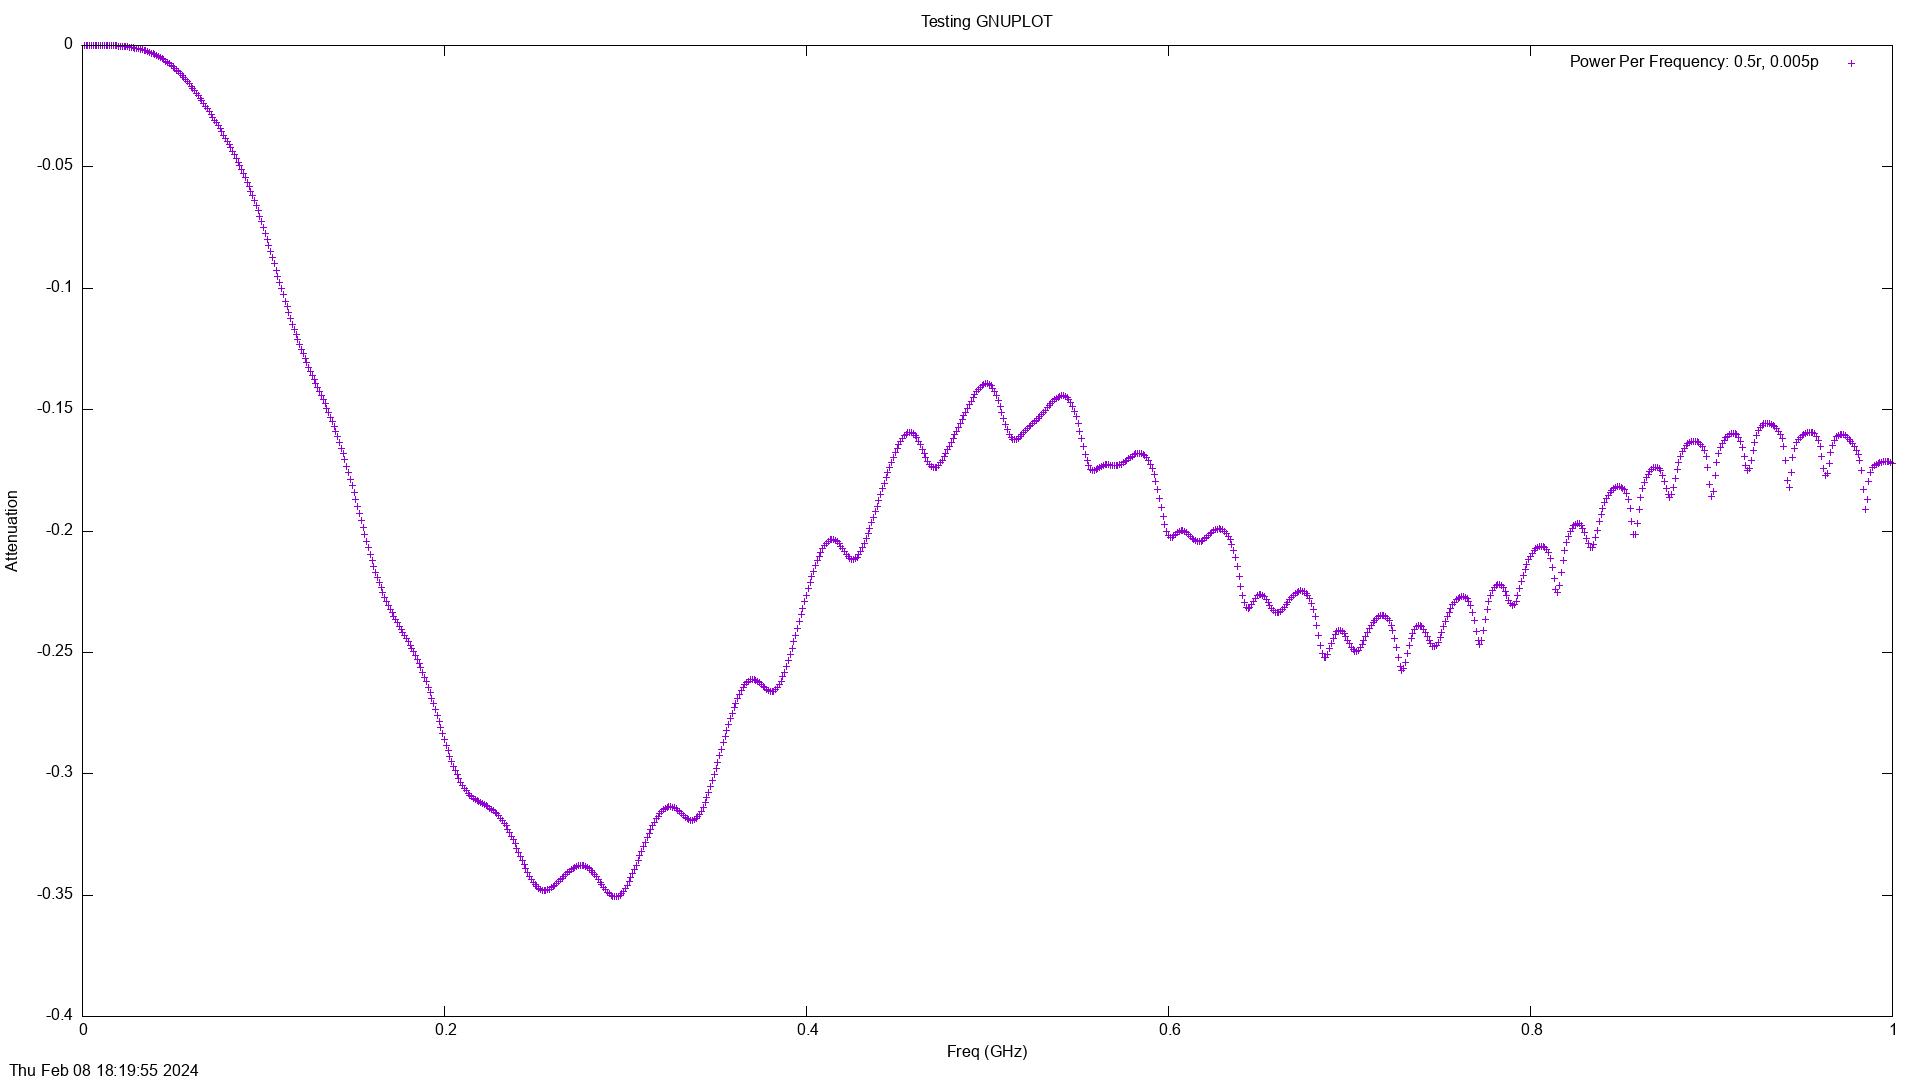 Testing GNUPLOT
Power Per Frequency: 0.5r, 0.005p
0
-0.05
-0.1
-0.15
-0.2
-0.25
-0.3
-0.35
-0.4
Attenuation
0 0.2 0.4 0.6 0.8 1
Freq (GHz)
Thu Feb 08 18:19:55 2024